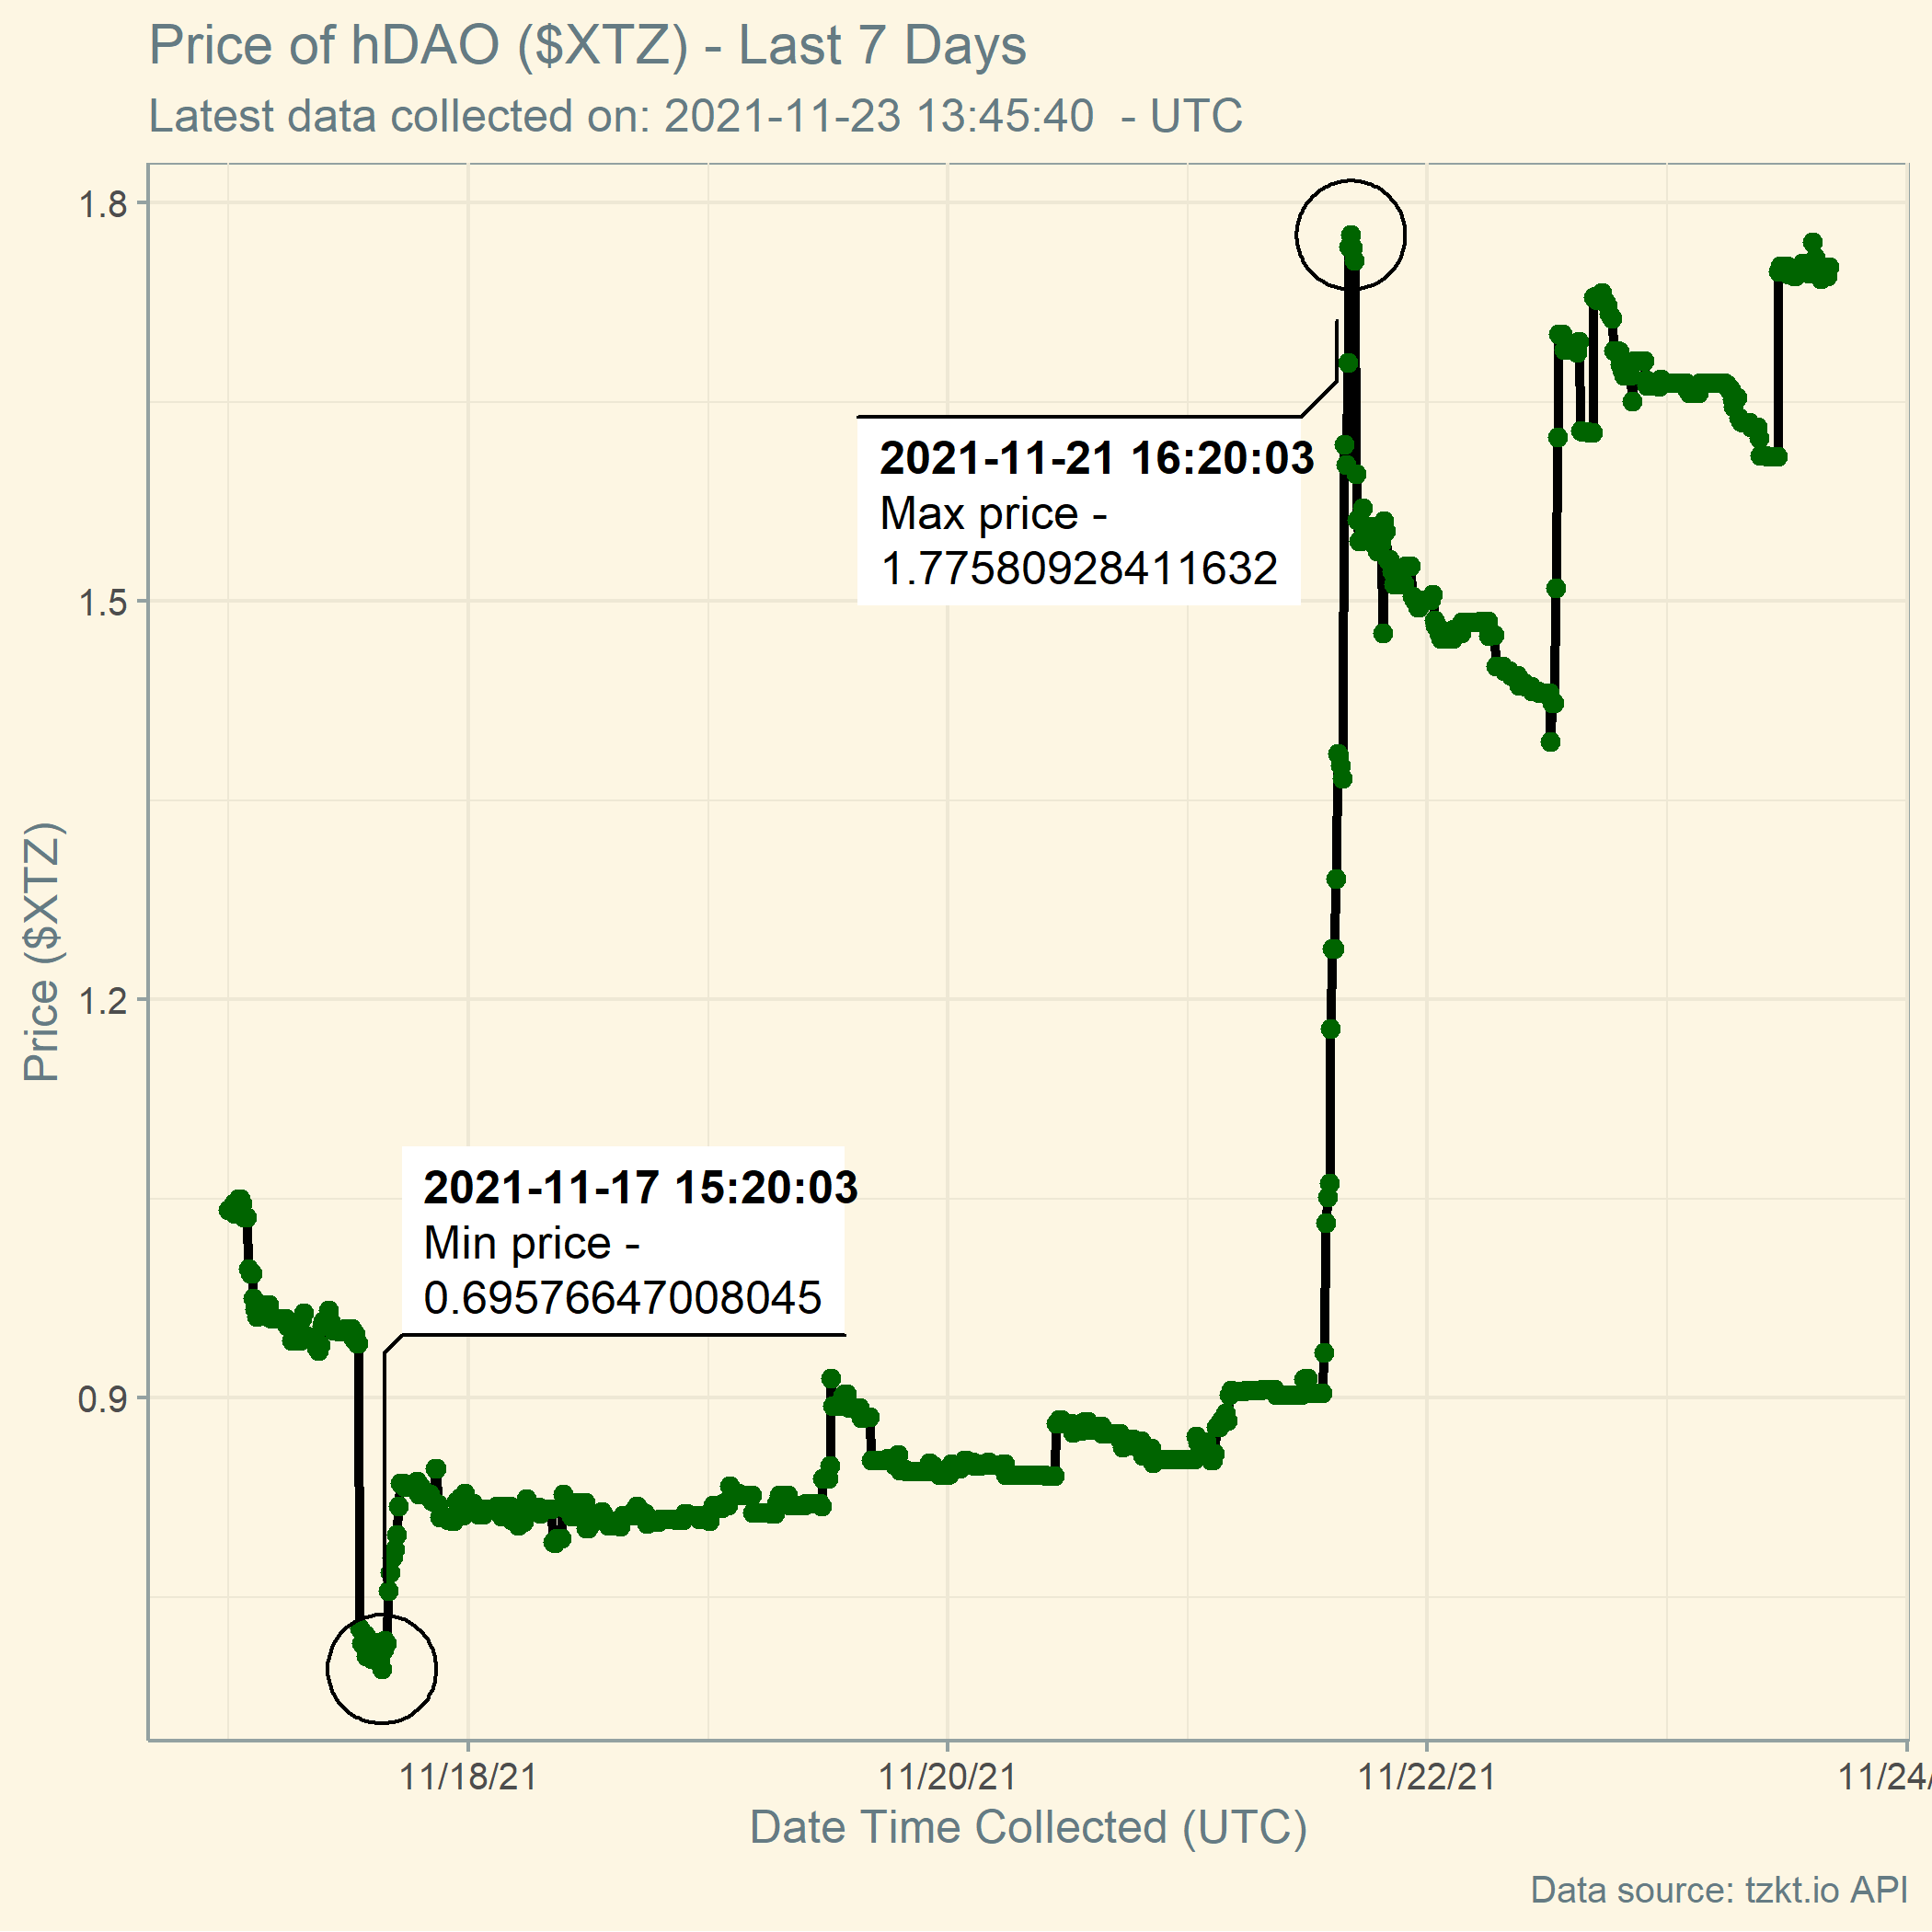 Price of hDAO ($XTZ) - Last 7 Days
Latest data collected on: 2021-11-23 13:45:40  - UTC
1.8
1.5
1.2
0.9
Price ($XTZ)
2021-11-21 16:20:03
Max price -
1.77580928411632
2021-11-17 15:20:03
Min price -
0.69576647008045
11/18/21
11/20/21
11/22/21
11/24/
Date Time Collected (UTC)
Data source: tzkt.io API